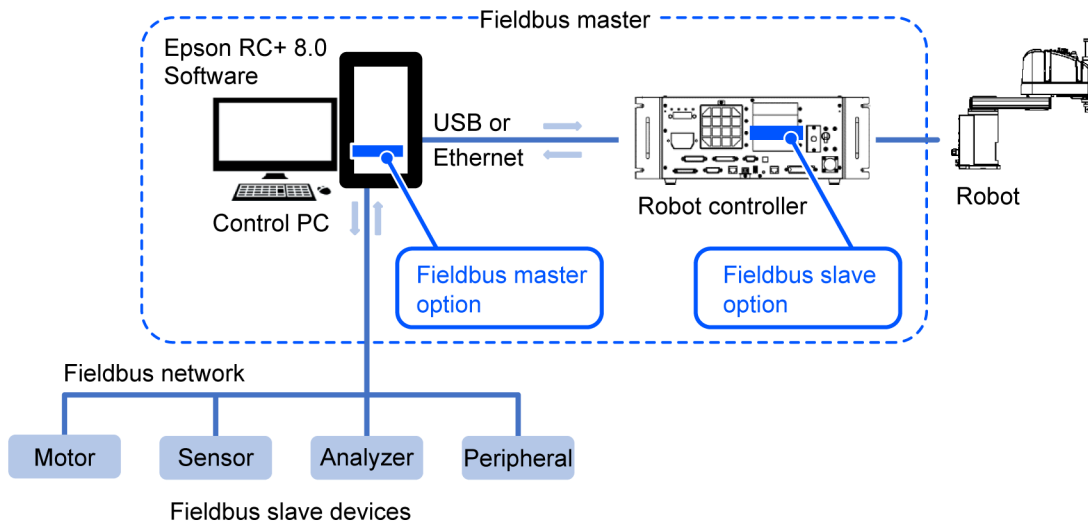 Fieldbus master
Epson RC+ 8.0
Software
USB or
Ethernet
Control PC
Robot controller
Robot
Fieldbus master
option
Fieldbus slave
option
Fieldbus network
Motor
Sensor
Analyzer
Peripheral
Fieldbus slave devices